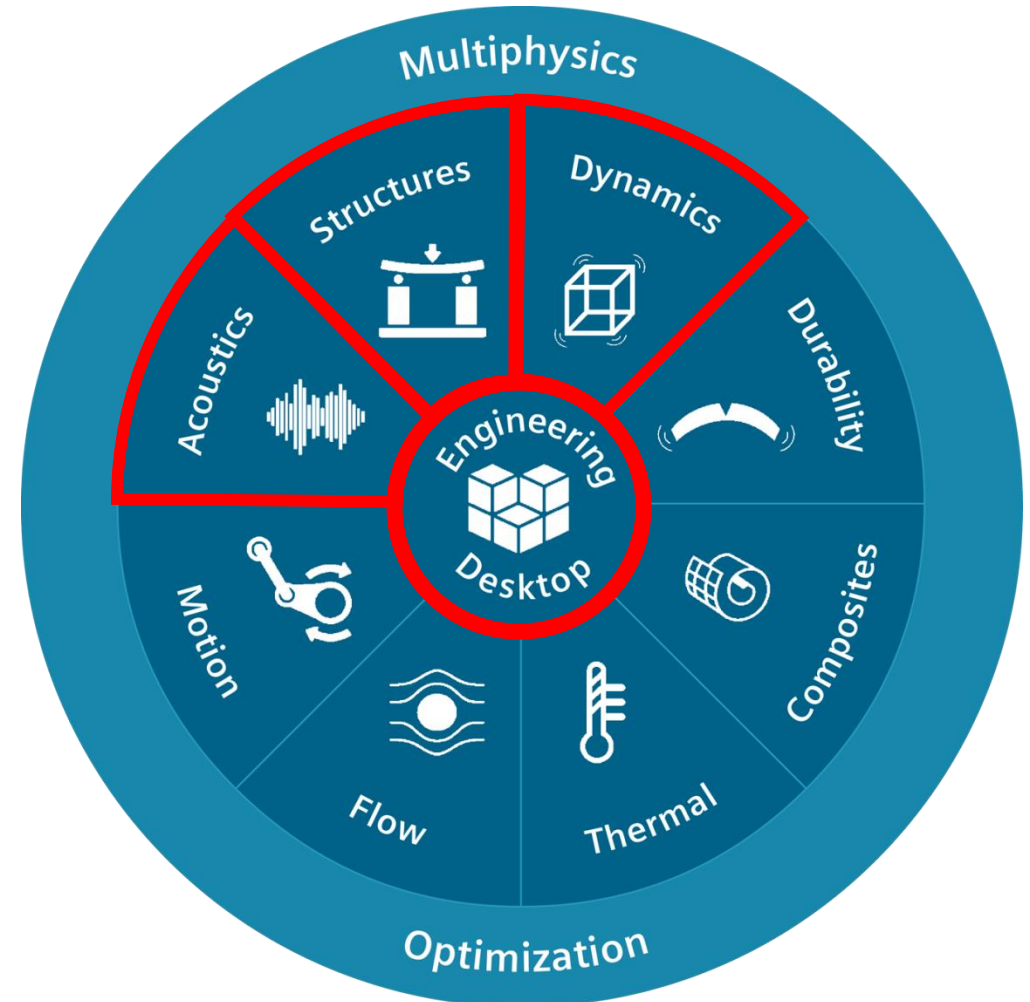 Multiphysics
Structures
Dynamics
Acoustics
Durability
Engineering
Desktop
Motion
Composites
Flow
Thermal
Optimization